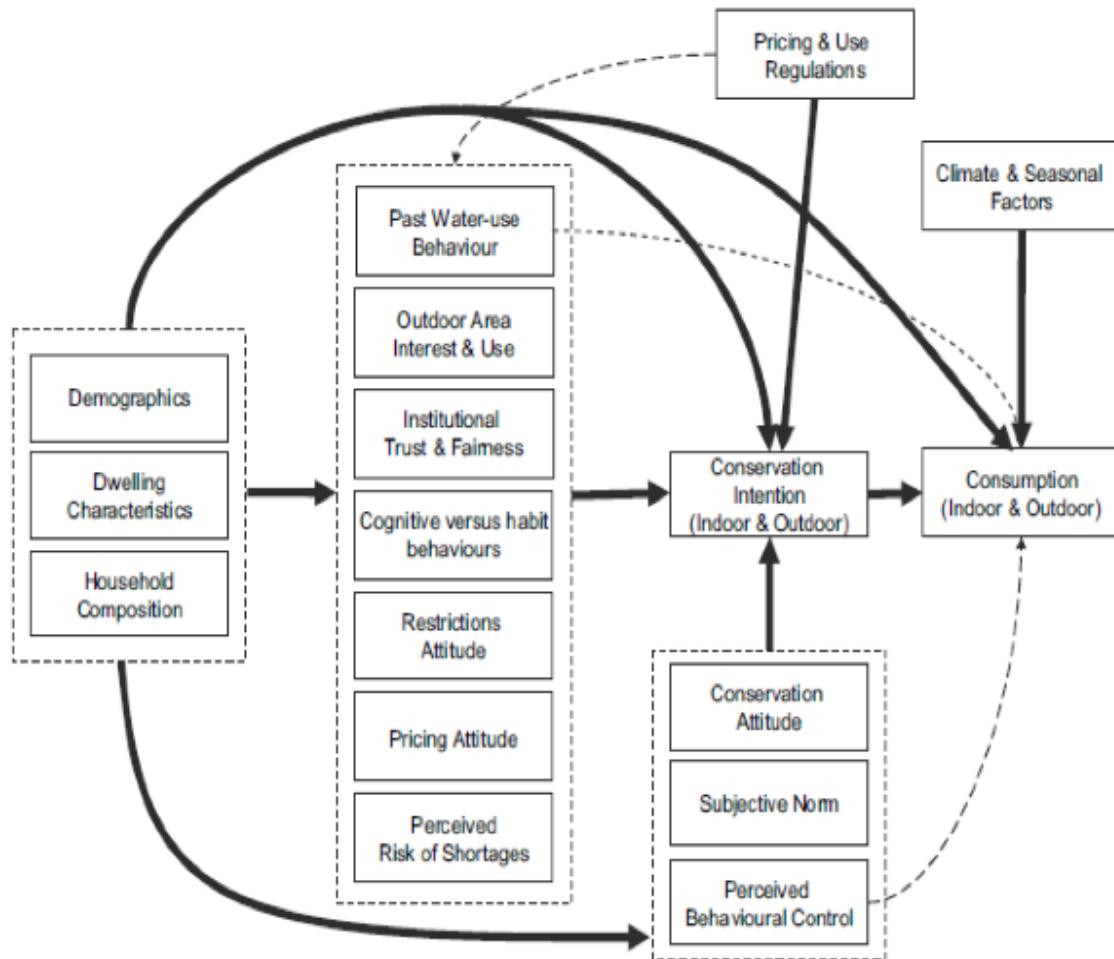 Pricing & Use
Regulations
Climate & Seasonal
Factors
Past Water-use
Behaviour
Outdoor Area
Interest & Use
Institutional
Trust & Fairness
Cognitive versus habit
behaviours
Restrictions
Attitude
Pricing Attitude
Perceived
Risk of Shortages
Demographics
Dwelling
Characteristics
Household
Composition
Conservation
Intention
(Indoor & Outdoor)
Consumption
(Indoor & Outdoor)
Conservation
Attitude
Subjective Norm
Perceived
Behavioural Control